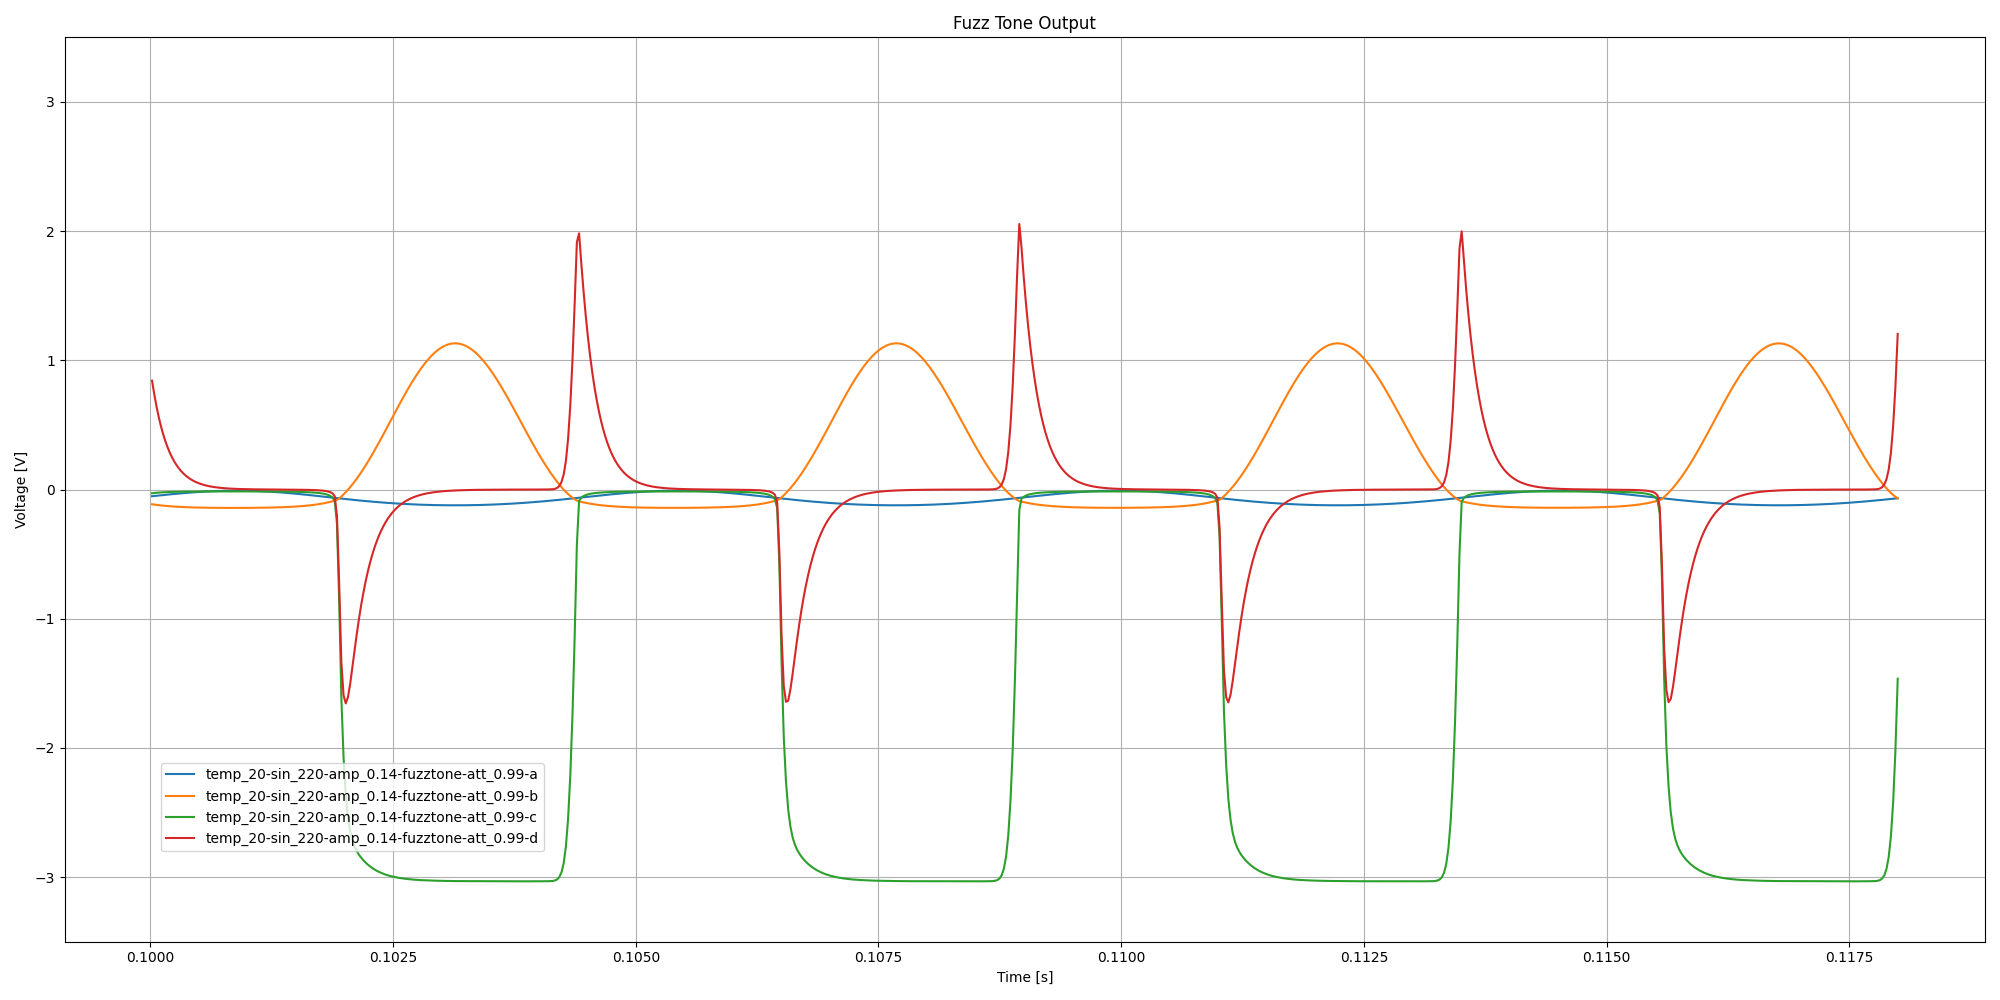 Fuzz Tone Output
Voltage [V]
3
2
1
0
−1
−2
−3
temp_20-sin_220-amp_0.14-fuzztone-att_0.99-a
temp_20-sin_220-amp_0.14-fuzztone-att_0.99-b
temp_20-sin_220-amp_0.14-fuzztone-att_0.99-c
temp_20-sin_220-amp_0.14-fuzztone-att_0.99-d
0.1000 0.1025 0.1050 0.1075 0.1100 0.1125 0.1150 0.1175
Time [s]